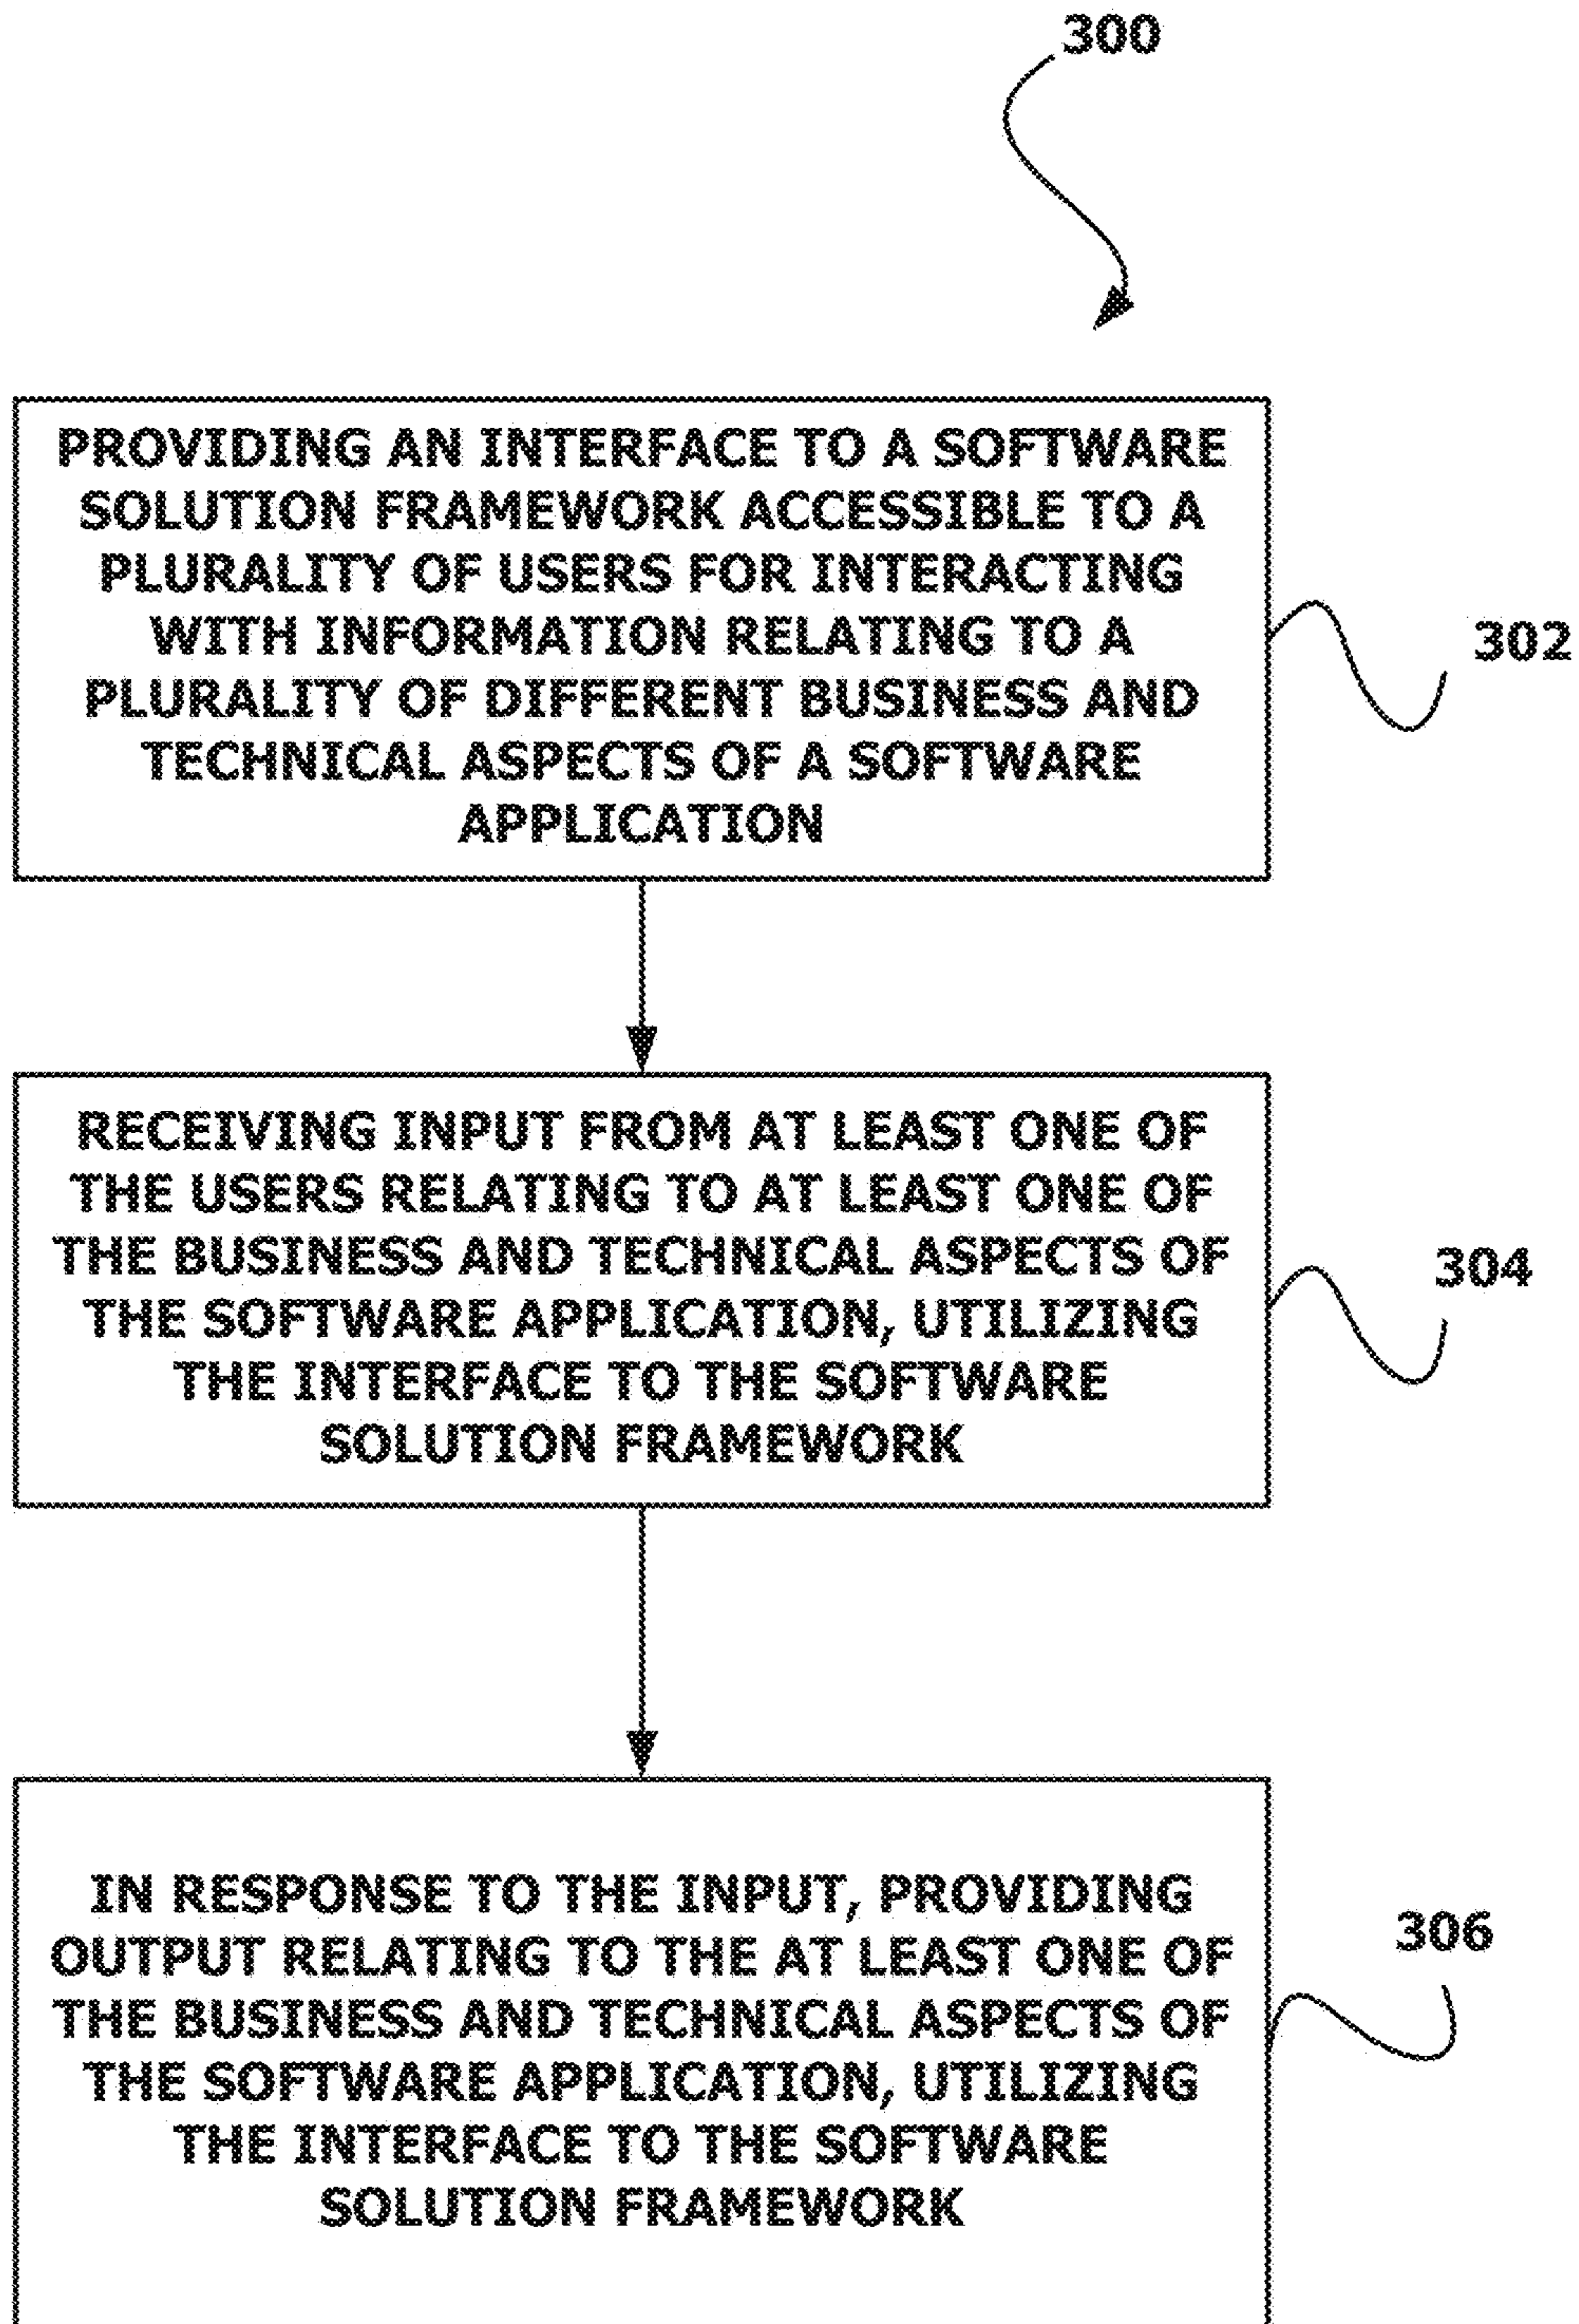 300
PROVIDING AN INTERFACE TO A SOFTWARE
SOLUTION FRAMEWORK ACCESSIBLE TO A
PLURALITY OF USERS FOR INTERACTING
WITH INFORMATION RELATING TO A
PLURALITY OF DIFFERENT BUSINESS AND
TECHNICAL ASPECTS OF A SOFTWARE
APPLICATION
302
RECEIVING INPUT FROM AT LEAST ONE OF
THE USERS RELATING TO AT LEAST ONE OF
THE BUSINESS AND TECHNICAL ASPECTS OF
THE SOFTWARE APPLICATION, UTILIZING
THE INTERFACE TO THE SOFTWARE
SOLUTION FRAMEWORK
304
IN RESPONSE TO THE INPUT, PROVIDING
OUTPUT RELATING TO THE AT LEAST ONE OF
THE BUSINESS AND TECHNICAL ASPECTS OF
THE SOFTWARE APPLICATION, UTILIZING
THE INTERFACE TO THE SOFTWARE
SOLUTION FRAMEWORK
306